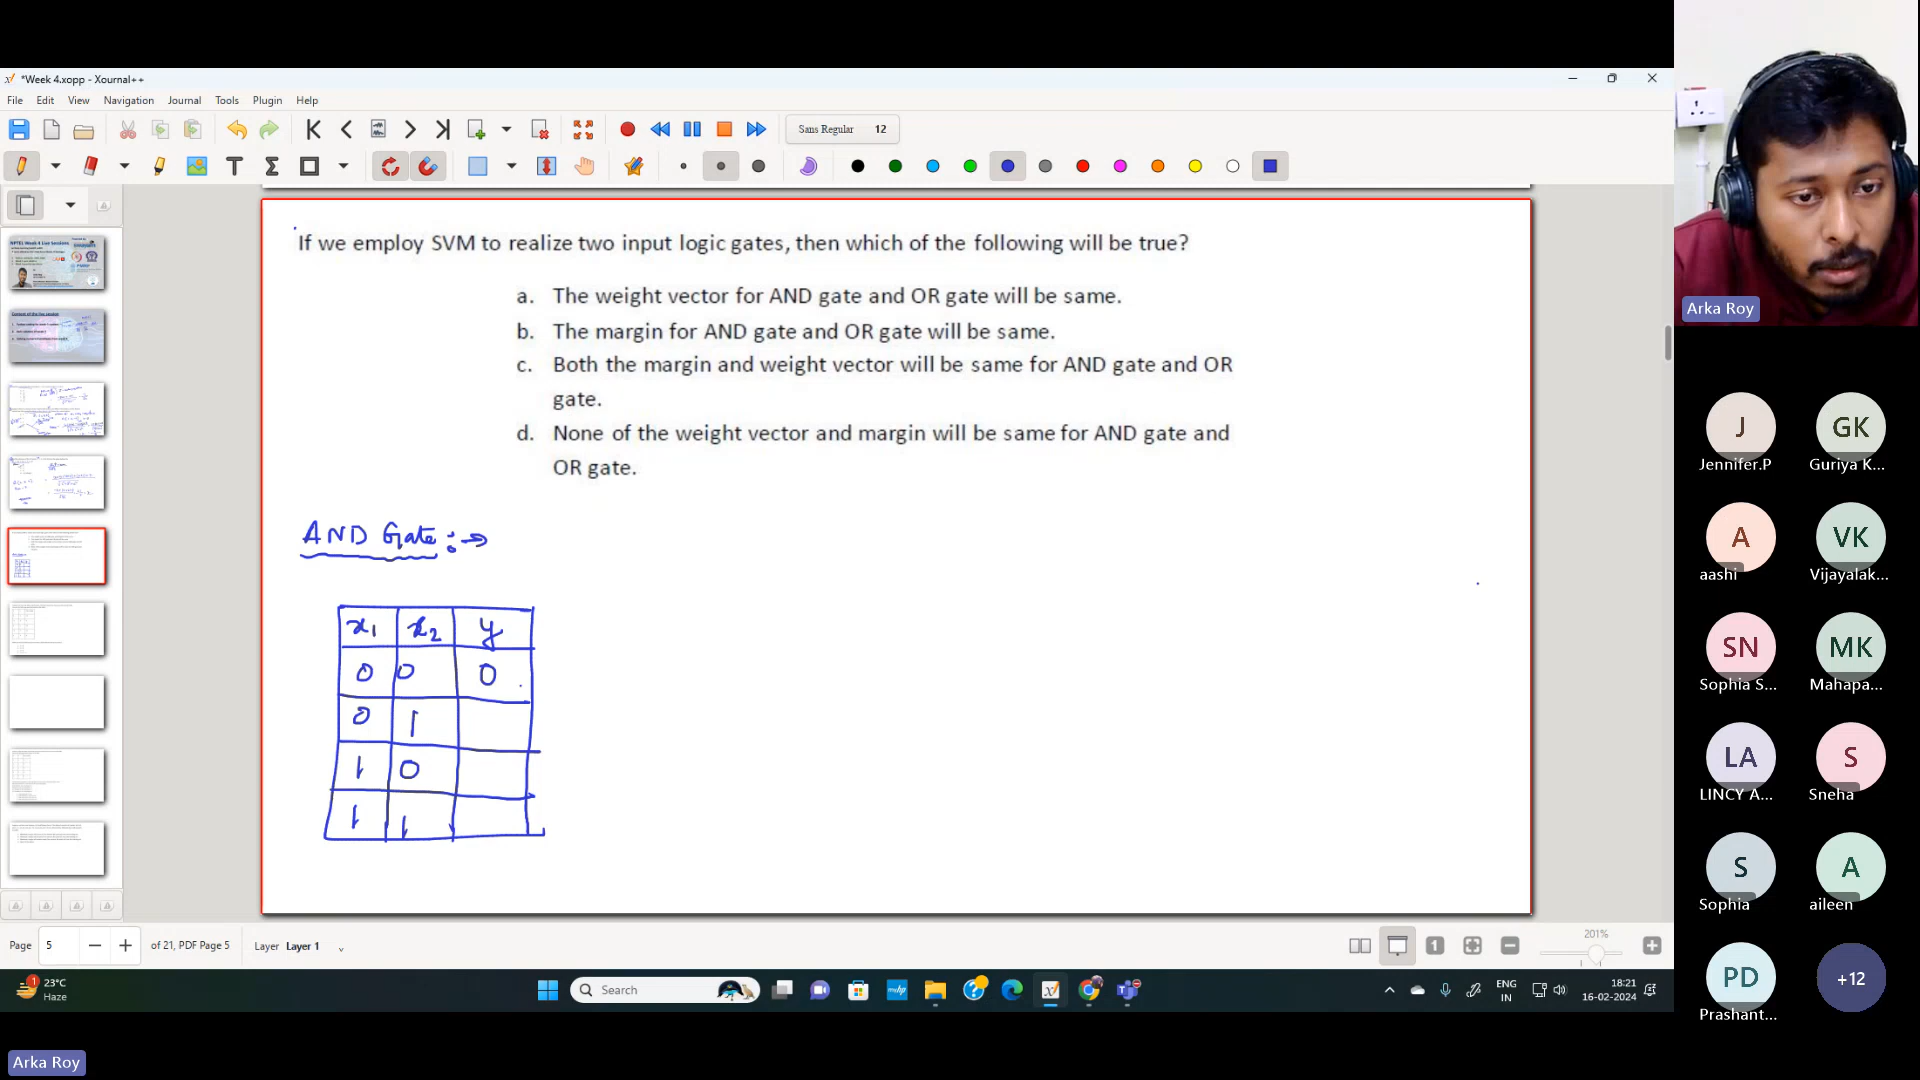 *Week 4.xopp - Xournal++
File Edit View Navigation Journal Tools Plugin Help
Sans Regular 12
If we employ SVM to realize two input logic gates, then which of the following will be true?
a. The weight vector for AND gate and OR gate will be same.
b. The margin for AND gate and OR gate will be same.
c. Both the margin and weight vector will be same for AND gate and OR
gate.
d. None of the weight vector and margin will be same for AND gate and
OR gate.
AND Gate :→
x1 x2 y
0 0 0
0 1
1 0
1 1
Page 5 of 21, PDF Page 5 Layer Layer 1
201%
1
23°C
Haze
Search
ENG
IN
18:21
16-02-2024
Arka Roy
J GK
Jennifer.P Guriya K...
A VK
aashi Vijayalak...
SN MK
Sophia S... Mahapa...
LA S
LINCY A... Sneha
S A
Sophia aileen
PD +12
Prashant...
Arka Roy